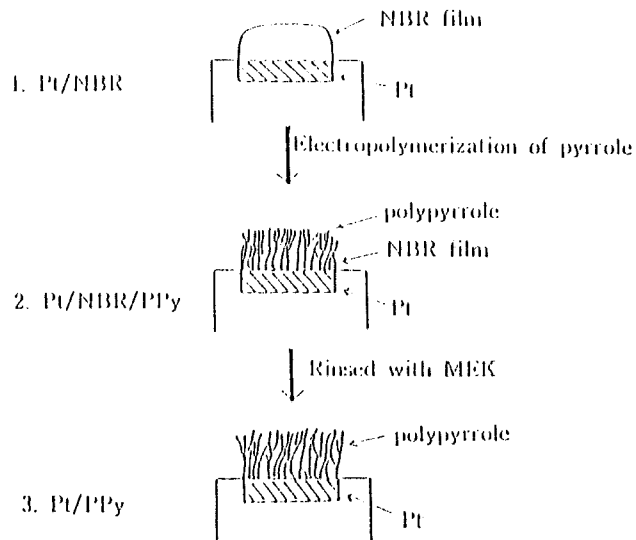 NBR film
1. Pt/NBR
Pt
Electropolymerization of pyrrole
polypyrrole
NBR film
2. Pt/NBR/PPy
Pt
Rinsed with MEK
polypyrrole
3. Pt/PPy
Pt